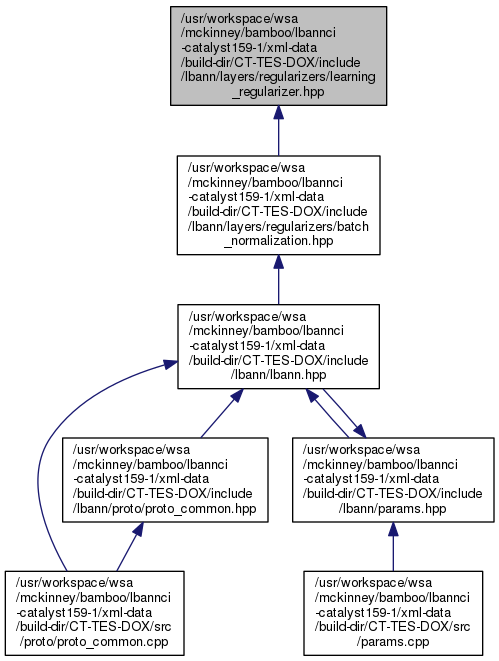 /usr/workspace/wsa
/mckinney/bamboo/lbannci
-catalyst159-1/xml-data
/build-dir/CT-TES-DOX/include
/lbann/layers/regularizers/learning
_regularizer.hpp
/usr/workspace/wsa
/mckinney/bamboo/lbannci
-catalyst159-1/xml-data
/build-dir/CT-TES-DOX/include
/lbann/layers/regularizers/batch
_normalization.hpp
/usr/workspace/wsa
/mckinney/bamboo/lbannci
-catalyst159-1/xml-data
/build-dir/CT-TES-DOX/include
/lbann/lbann.hpp
/usr/workspace/wsa
/mckinney/bamboo/lbannci
-catalyst159-1/xml-data
/build-dir/CT-TES-DOX/include
/lbann/proto/proto_common.hpp
/usr/workspace/wsa
/mckinney/bamboo/lbannci
-catalyst159-1/xml-data
/build-dir/CT-TES-DOX/include
/lbann/params.hpp
/usr/workspace/wsa
/mckinney/bamboo/lbannci
-catalyst159-1/xml-data
/build-dir/CT-TES-DOX/src
/proto/proto_common.cpp
/usr/workspace/wsa
/mckinney/bamboo/lbannci
-catalyst159-1/xml-data
/build-dir/CT-TES-DOX/src
/params.cpp